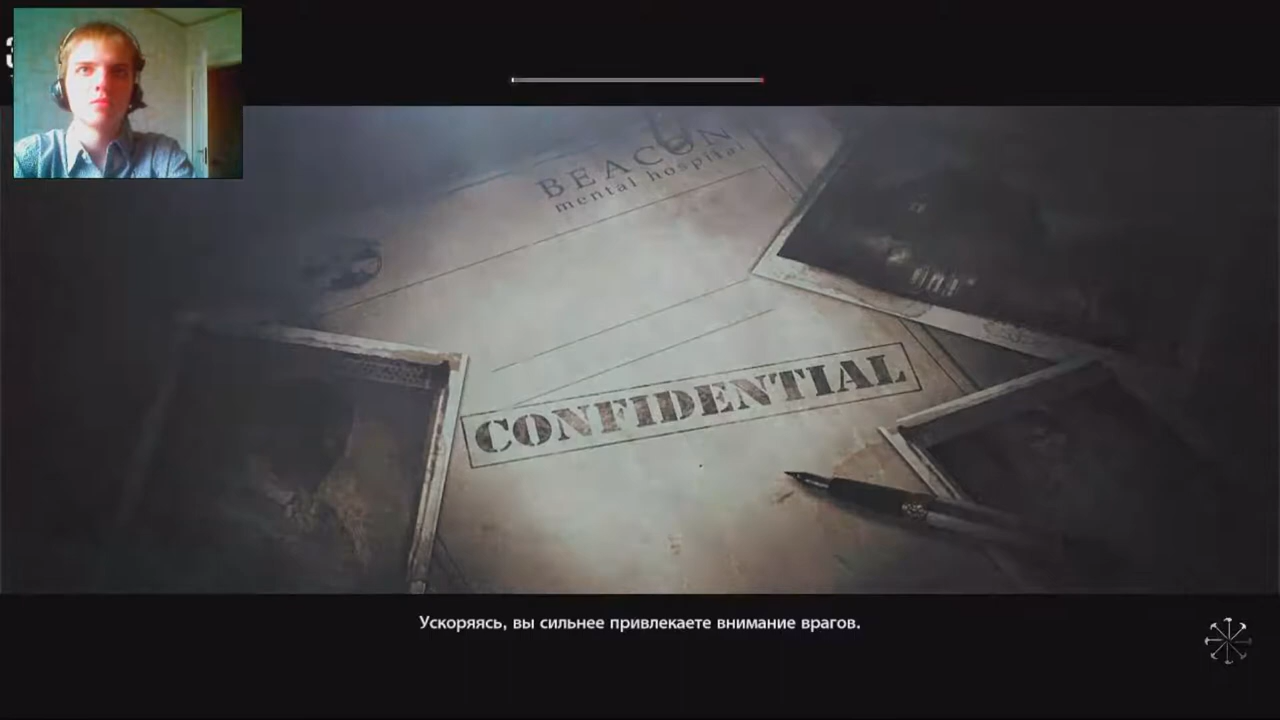 BEACON
mental hospital
CONFIDENTIAL
Ускоряясь, вы сильнее привлекаете внимание врагов.